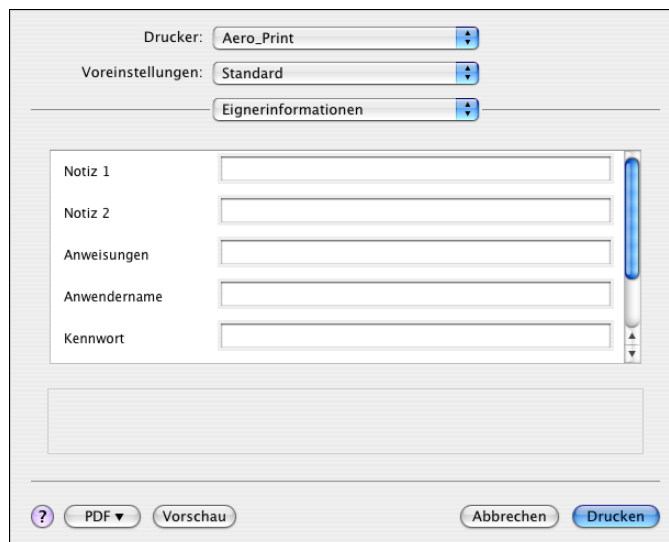 Drucker: Aero_Print
Voreinstellungen: Standard
Eignerinformationen
Notiz 1
Notiz 2
Anweisungen
Anwendername
Kennwort
? PDF ▼ Vorschau Abbrechen Drucken